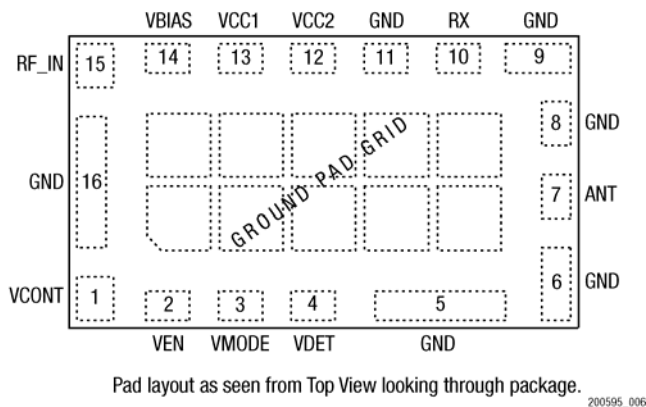 VBIAS VCC1 VCC2 GND RX GND
RF_IN 15 14 13 12 11 10 9
8 GND
GND 16 GROUND PAD GRID
7 ANT
VCONT 1 2 3 4 5 6 GND
VEN VMODE VDET GND
Pad layout as seen from Top View looking through package.
200595 006